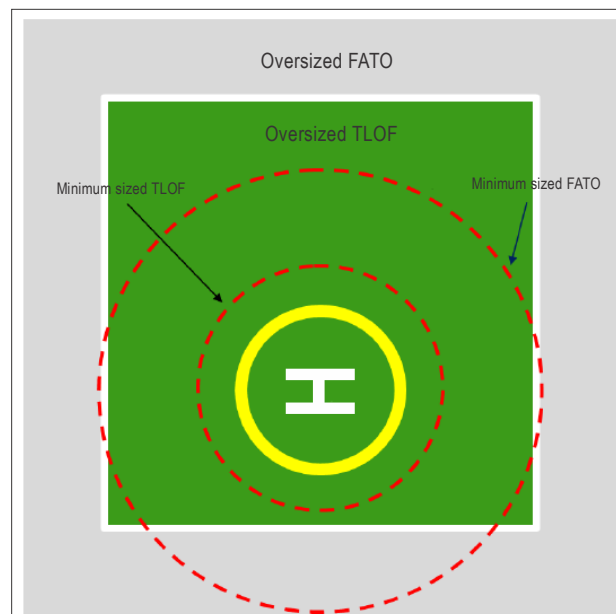 Oversized FATO
Oversized TLOF
Minimum sized TLOF
Minimum sized FATO
H